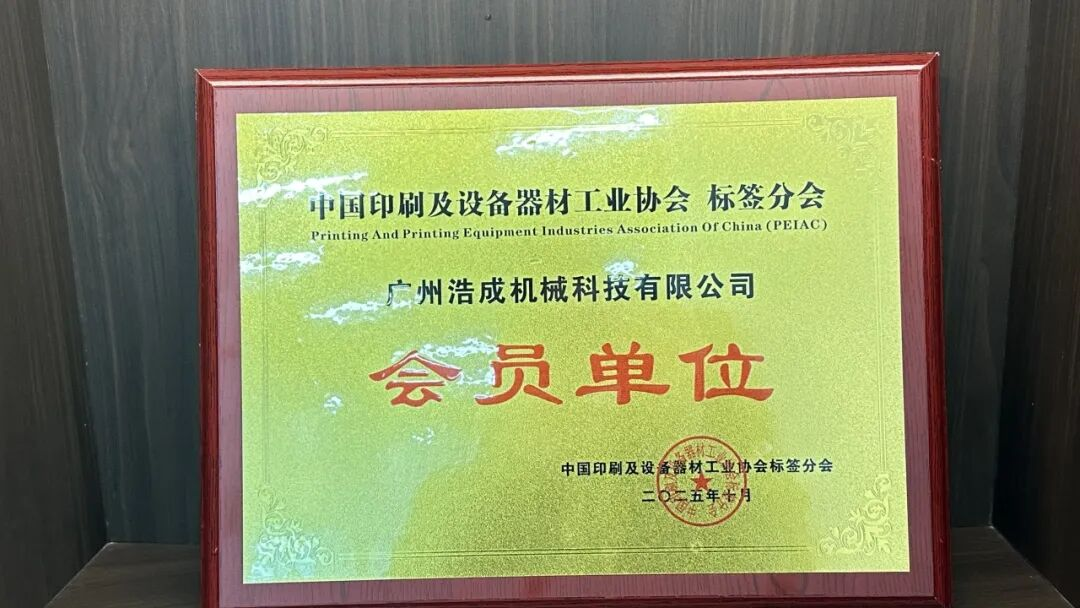 中国印刷及设备器材工业协会 标签分会
Printing And Printing Equipment Industries Association Of China (PEIAC)
广州浩成机械科技有限公司
会员单位
中国印刷及设备器材工业协会标签分会
二〇二五年十月